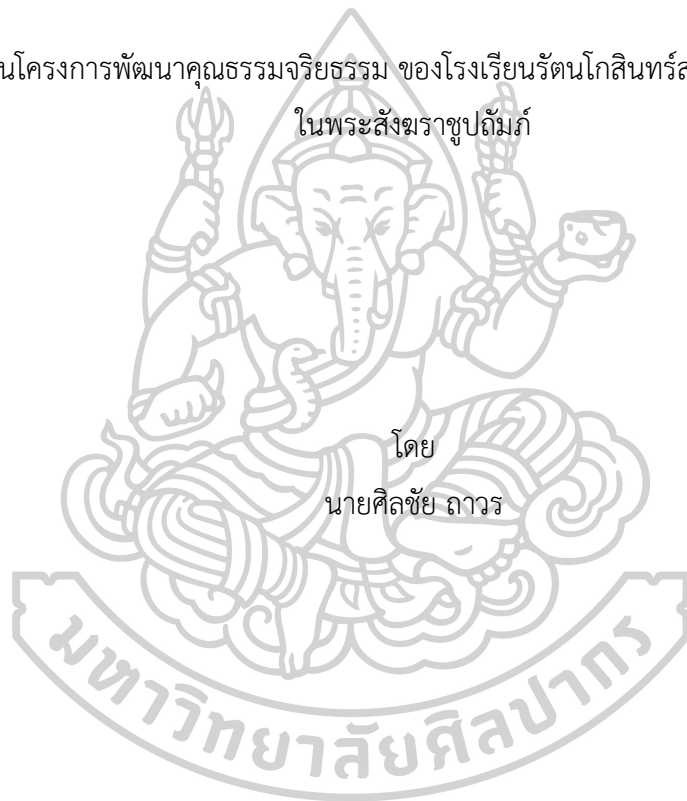 นโครงการพัฒนาคุณธรรมจริยธรรม ของโรงเรียนรัตนโกสินทร์ส
ในพระสังฆราชูปถัมภ์
โดย
นายศิลชัย ถาวร
มหาวิทยาลัยศิลปากร